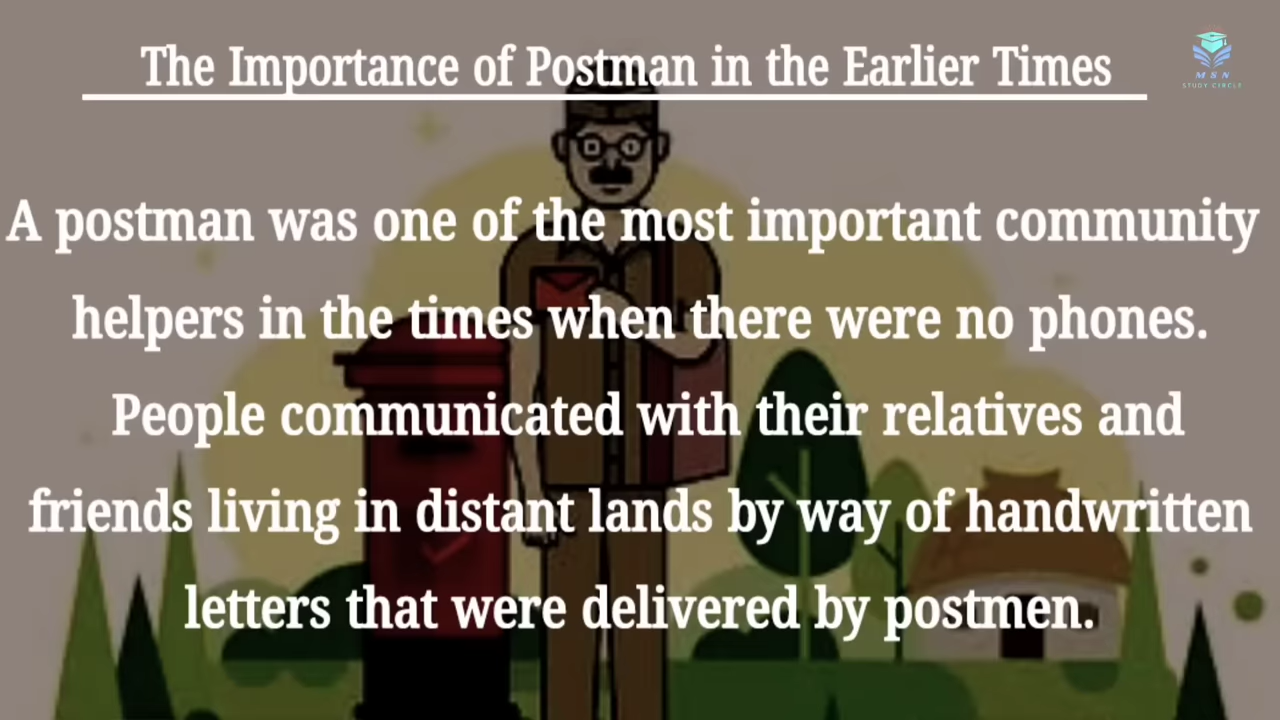 The Importance of Postman in the Earlier Times
MSN
STUDY CIRCLE
A postman was one of the most important community
helpers in the times when there were no phones.
People communicated with their relatives and
friends living in distant lands by way of handwritten
letters that were delivered by postmen.